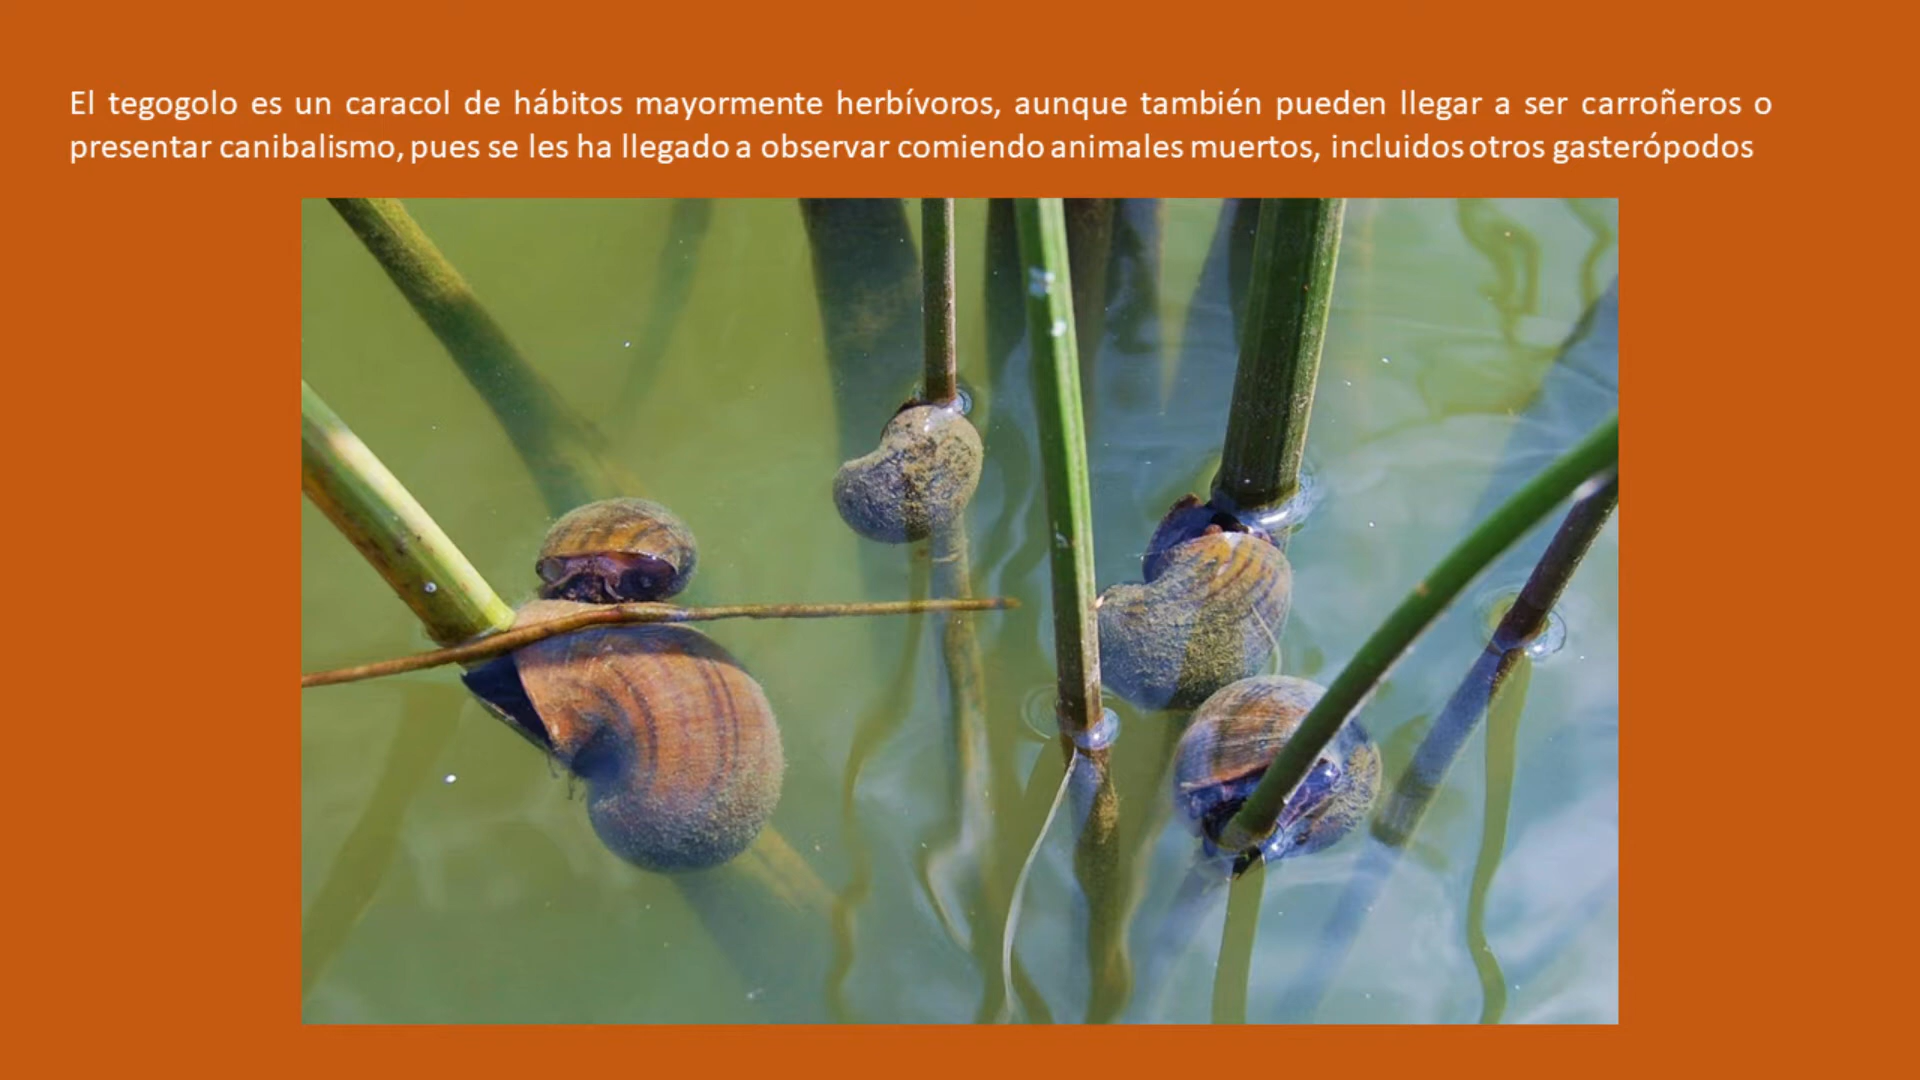 El tegogolo es un caracol de hábitos mayormente herbívoros, aunque también pueden llegar a ser carroñeros o
presentar canibalismo, pues se les ha llegado a observar comiendo animales muertos, incluidos otros gasterópodos